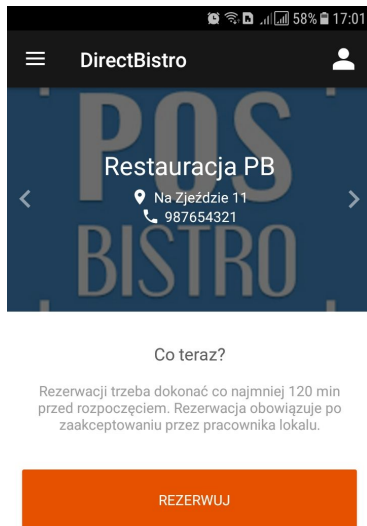 58% 17:01
DirectBistro
POS
Restauracja PB
Na Zjeździe 11
987654321
BISTRO
Co teraz?
Rezerwacji trzeba dokonać co najmniej 120 min
przed rozpoczęciem. Rezerwacja obowiązuje po
zaakceptowaniu przez pracownika lokalu.
REZERWUJ